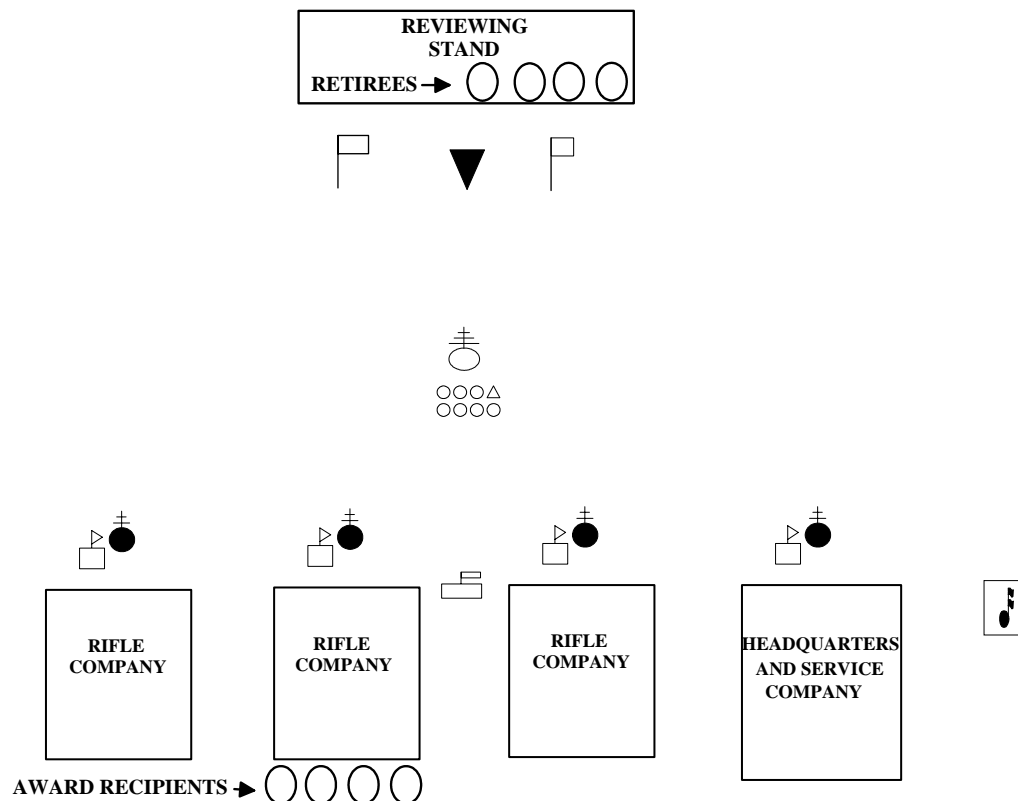 REVIEWING
STAND
RETIREES
RIFLE
COMPANY
RIFLE
COMPANY
RIFLE
COMPANY
HEADQUARTERS
AND SERVICE
COMPANY
AWARD RECIPIENTS